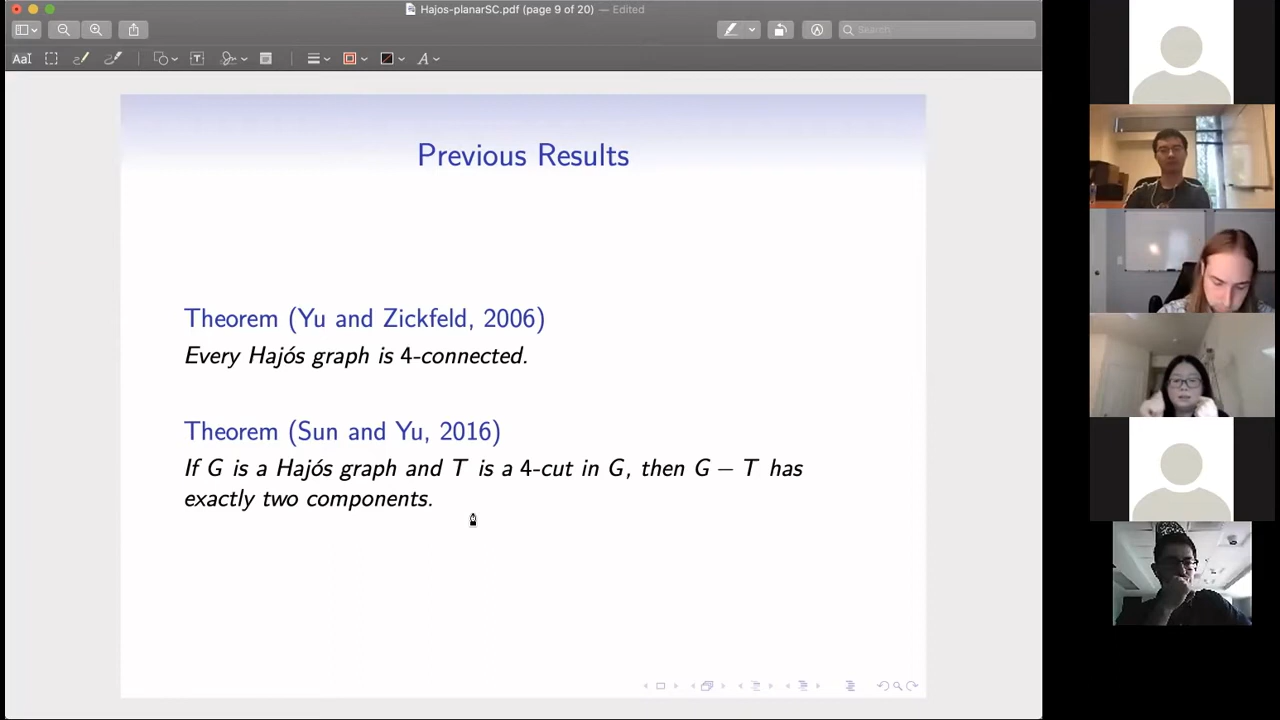 Hajos-planarSC.pdf (page 9 of 20) — Edited
Search
AaI
T
A
Previous Results
Theorem (Yu and Zickfeld, 2006)
Every Hajós graph is 4-connected.
Theorem (Sun and Yu, 2016)
If G is a Hajós graph and T is a 4-cut in G, then G − T has
exactly two components.